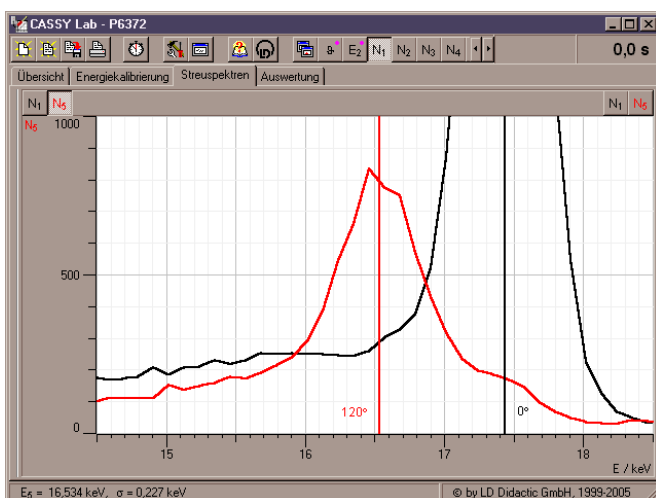 CASSY Lab - P6372
ϑ E₂ N₁ N₂ N₃ N₄ 0,0 s
Übersicht Energiekalibrierung Streuspektren Auswertung
N₁ N₅ N₁ N₅
N₅ 1000
500
0
120° 0°
15 16 17 18
E / keV
E₅ = 16,534 keV, σ = 0,227 keV © by LD Didactic GmbH, 1999-2005